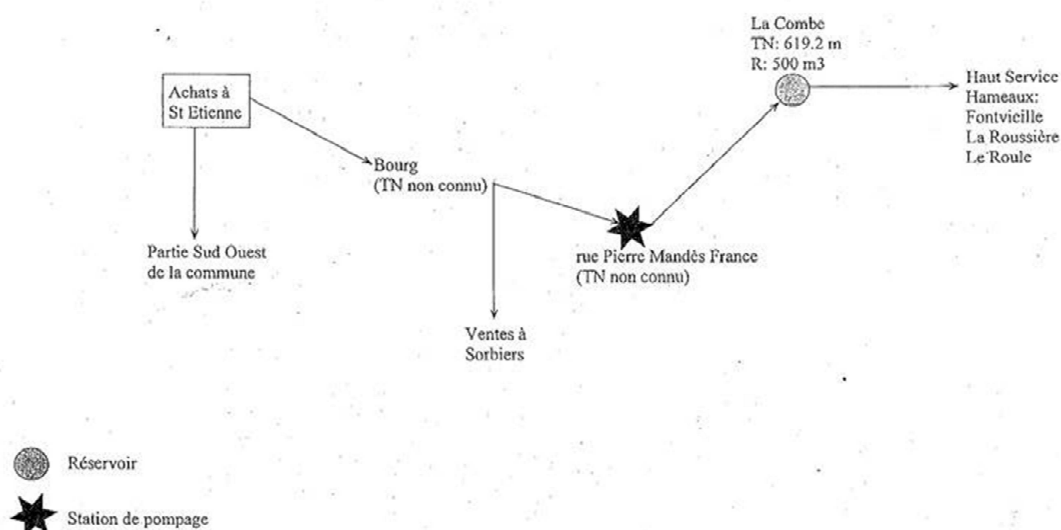 La Combe
TN: 619.2 m
R: 500 m3
Achats à
St Etienne
Haut Service
Hameaux:
Fontvieille
La Roussière
Le Roule
Bourg
(TN non connu)
Partie Sud Ouest
de la commune
rue Pierre Mandès France
(TN non connu)
Ventes à
Sorbiers
Réservoir
Station de pompage